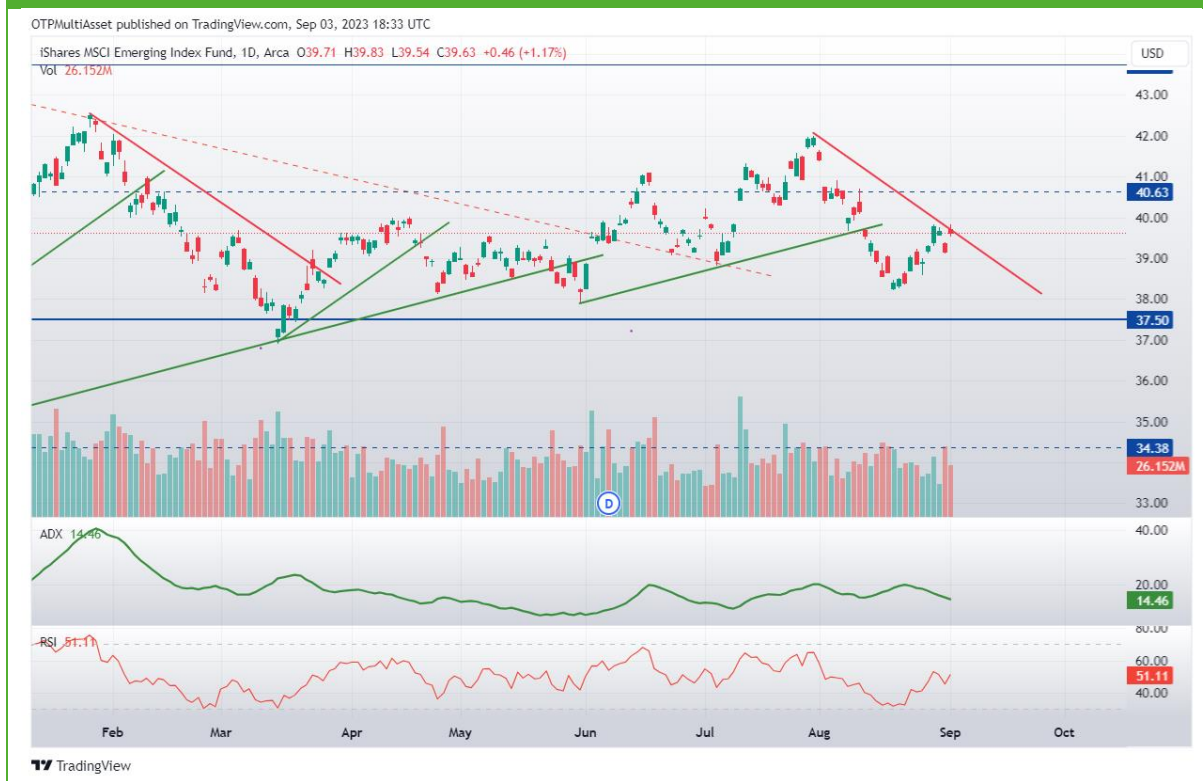 OTPMultiAsset published on TradingView.com, Sep 03, 2023 18:33 UTC
iShares MSCI Emerging Index Fund, 1D, Arca O39.71 H39.83 L39.54 C39.63 +0.46 (+1.17%)
USD
Vol 26.152M
43.00
42.00
41.00
40.63
40.00
39.00
38.00
37.50
37.00
36.00
35.00
34.38
26.152M
D
33.00
ADX 14.46
40.00
20.00
14.46
RSI 51.11
80.00
60.00
51.11
40.00
Feb Mar Apr May Jun Jul Aug Sep Oct
TradingView